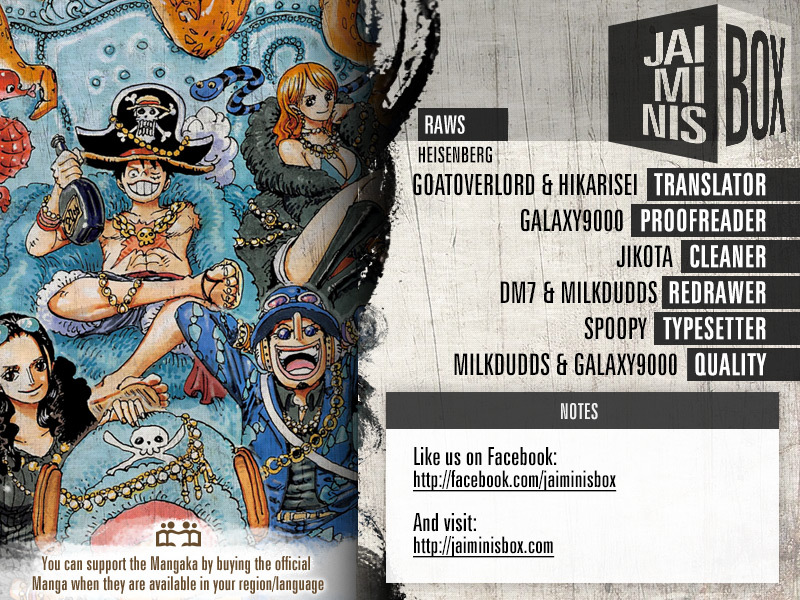 JAI
MI
NIS
BOX
RAWS
HEISENBERG
GOATOVERLORD & HIKARISEI TRANSLATOR
GALAXY9000 PROOFREADER
JIKOTA CLEANER
DM7 & MILKDUDDS REDRAWER
SPOOPY TYPESETTER
MILKDUDDS & GALAXY9000 QUALITY
NOTES
Like us on Facebook:
http://facebook.com/jaiminisbox
And visit:
http://jaiminisbox.com
You can support the Mangaka by buying the official
Manga when they are available in your region/language